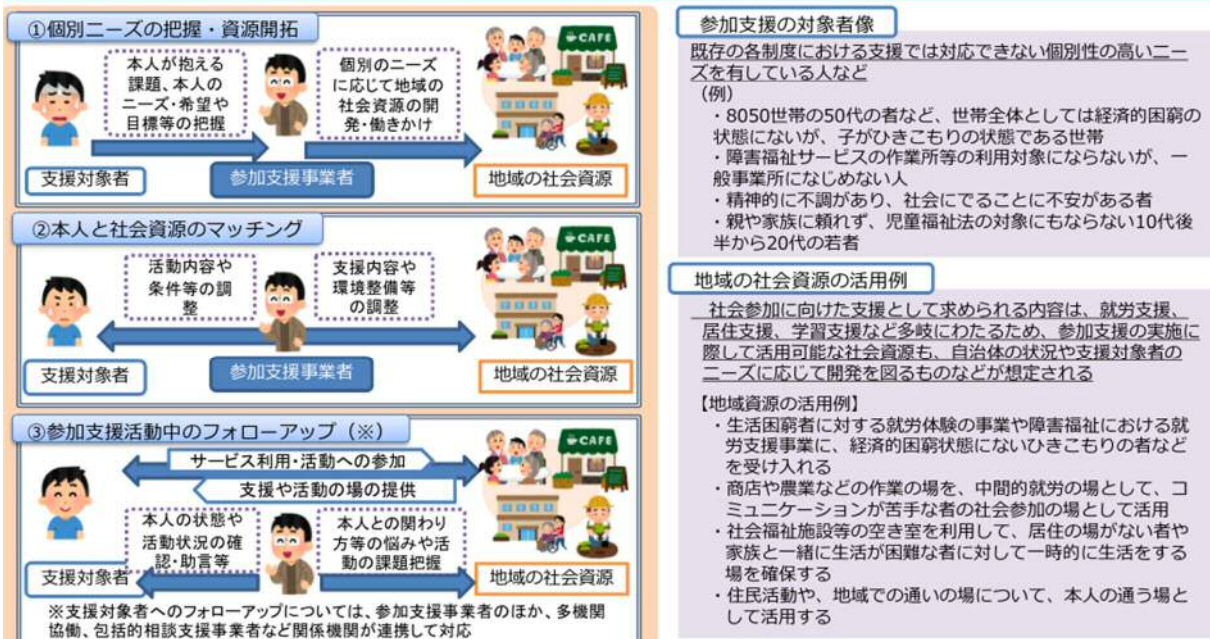 ①個別ニーズの把握・資源開拓
本人が抱える
課題、本人の
ニーズ・希望や
目標等の把握
個別のニーズ
に応じて地域の
社会資源の開
発・働きかけ
CAFE
支援対象者
参加支援事業者
地域の社会資源
②本人と社会資源のマッチング
活動内容や
条件等の調
整
支援内容や
環境整備等
の調整
CAFE
支援対象者
参加支援事業者
地域の社会資源
③参加支援活動中のフォローアップ（※）
サービス利用・活動への参加
支援や活動の場の提供
CAFE
本人の状態や
活動状況の確
認・助言等
本人との関わり
方等の悩みや活
動の課題把握
支援対象者
地域の社会資源
※支援対象者へのフォローアップについては、参加支援事業者のほか、多機関
協働、包括的相談支援事業者など関係機関が連携して対応
参加支援の対象者像
既存の各制度における支援では対応できない個別性の高いニー
ズを有している人など
（例）
・8050世帯の50代の者など、世帯全体としては経済的困窮の
状態にないが、子がひきこもりの状態である世帯
・障害福祉サービスの作業所等の利用対象にならないが、一
般事業所になじめない人
・精神的に不調があり、社会にでることに不安がある者
・親や家族に頼れず、児童福祉法の対象にもならない10代後
半から20代の若者
地域の社会資源の活用例
社会参加に向けた支援として求められる内容は、就労支援、
居住支援、学習支援など多岐にわたるため、参加支援の実施に
際して活用可能な社会資源も、自治体の状況や支援対象者の
ニーズに応じて開発を図るものなどが想定される
【地域資源の活用例】
・生活困窮者に対する就労体験の事業や障害福祉における就
労支援事業に、経済的困窮状態にないひきこもりの者など
を受け入れる
・商店や農業などの作業の場を、中間的就労の場として、コ
ミュニケーションが苦手な者の社会参加の場として活用
・社会福祉施設等の空き室を利用して、居住の場がない者や
家族と一緒に生活が困難な者に対して一時的に生活をする
場を確保する
・住民活動や、地域での通いの場について、本人の通う場と
して活用する